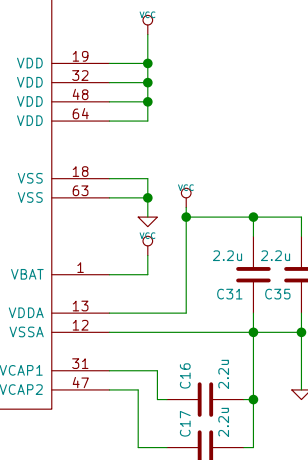 VCC
VDD 19
VDD 32
VDD 48
VDD 64
VSS 18
VSS 63
VCC
VCC
VBAT 1
2.2u 2.2u
C31 C35
VDDA 13
VSSA 12
VCAP1 31
C16 2.2u
VCAP2 47
C17 2.2u